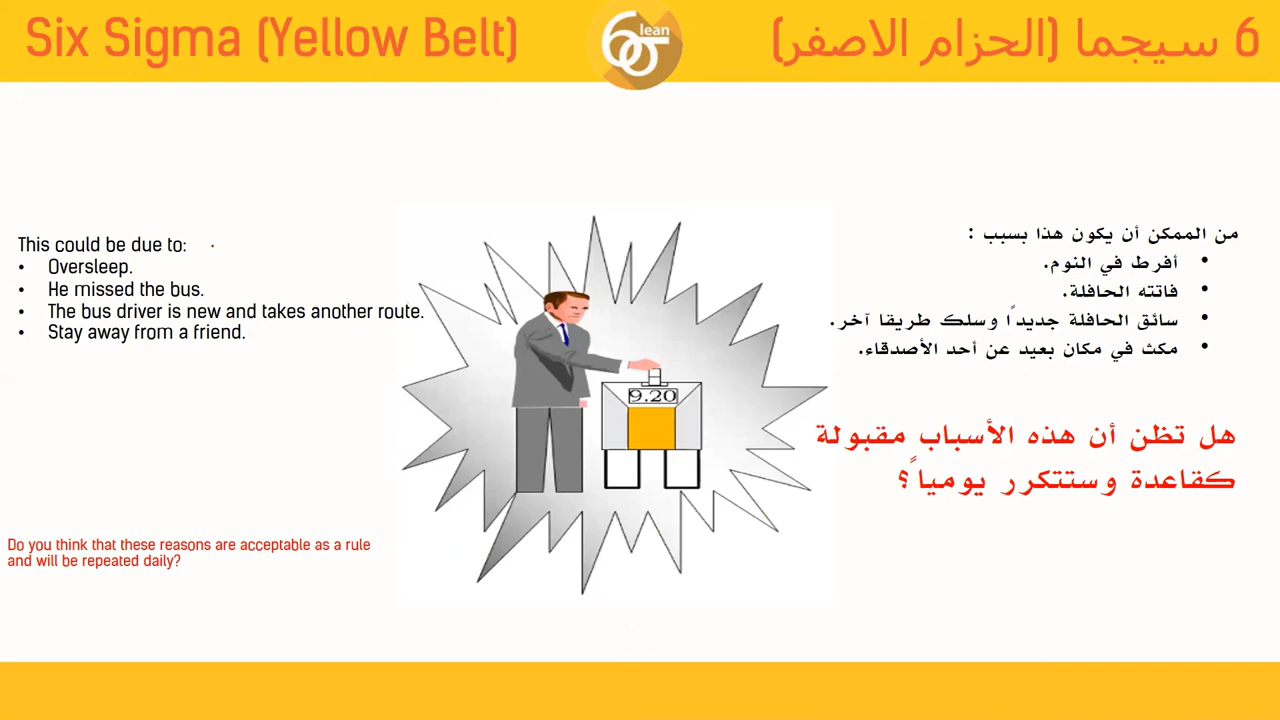 Six Sigma (Yellow Belt)
lean
6σ
6 سيجما (الحزام الاصفر)
This could be due to:
• Oversleep.
• He missed the bus.
• The bus driver is new and takes another route.
• Stay away from a friend.
من الممكن أن يكون هذا بسبب :
• أفرط في النوم.
• فاتته الحافلة.
• سائق الحافلة جديداً وسلك طريقا آخر.
• مكث في مكان بعيد عن أحد الأصدقاء.
9.20
هل تظن أن هذه الأسباب مقبولة
كقاعدة وستتكرر يومياً؟
Do you think that these reasons are acceptable as a rule
and will be repeated daily?